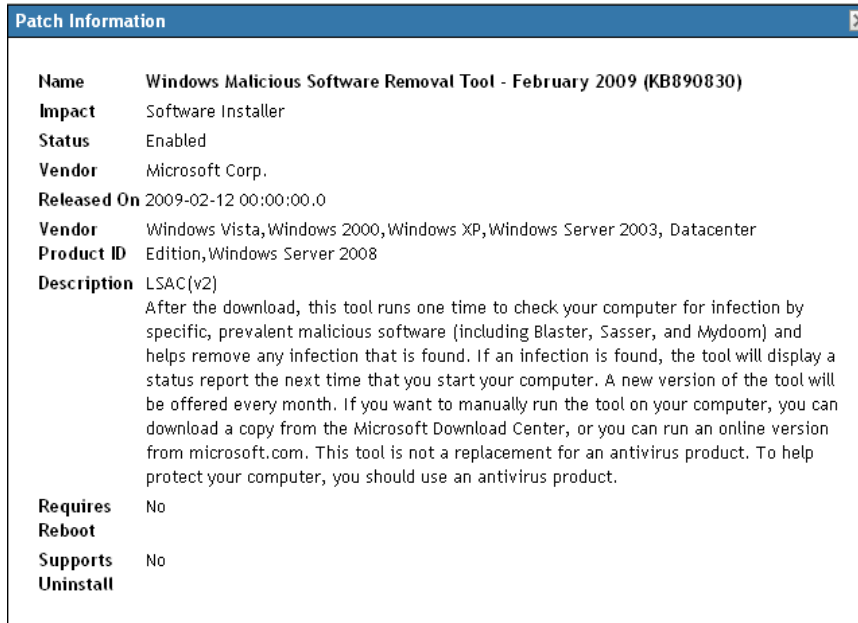 Patch Information
Name Windows Malicious Software Removal Tool - February 2009 (KB890830)
Impact Software Installer
Status Enabled
Vendor Microsoft Corp.
Released On 2009-02-12 00:00:00.0
Vendor Windows Vista,Windows 2000,Windows XP,Windows Server 2003, Datacenter
Product ID Edition,Windows Server 2008
Description LSAC(v2)
After the download, this tool runs one time to check your computer for infection by
specific, prevalent malicious software (including Blaster, Sasser, and Mydoom) and
helps remove any infection that is found. If an infection is found, the tool will display a
status report the next time that you start your computer. A new version of the tool will
be offered every month. If you want to manually run the tool on your computer, you can
download a copy from the Microsoft Download Center, or you can run an online version
from microsoft.com. This tool is not a replacement for an antivirus product. To help
protect your computer, you should use an antivirus product.
Requires No
Reboot
Supports No
Uninstall